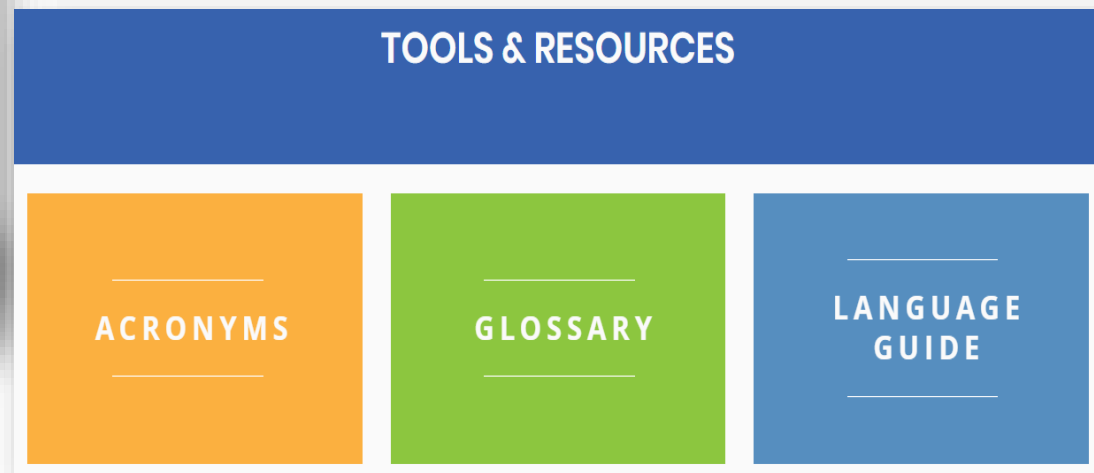 TOOLS & RESOURCES
ACRONYMS
GLOSSARY
LANGUAGE
GUIDE